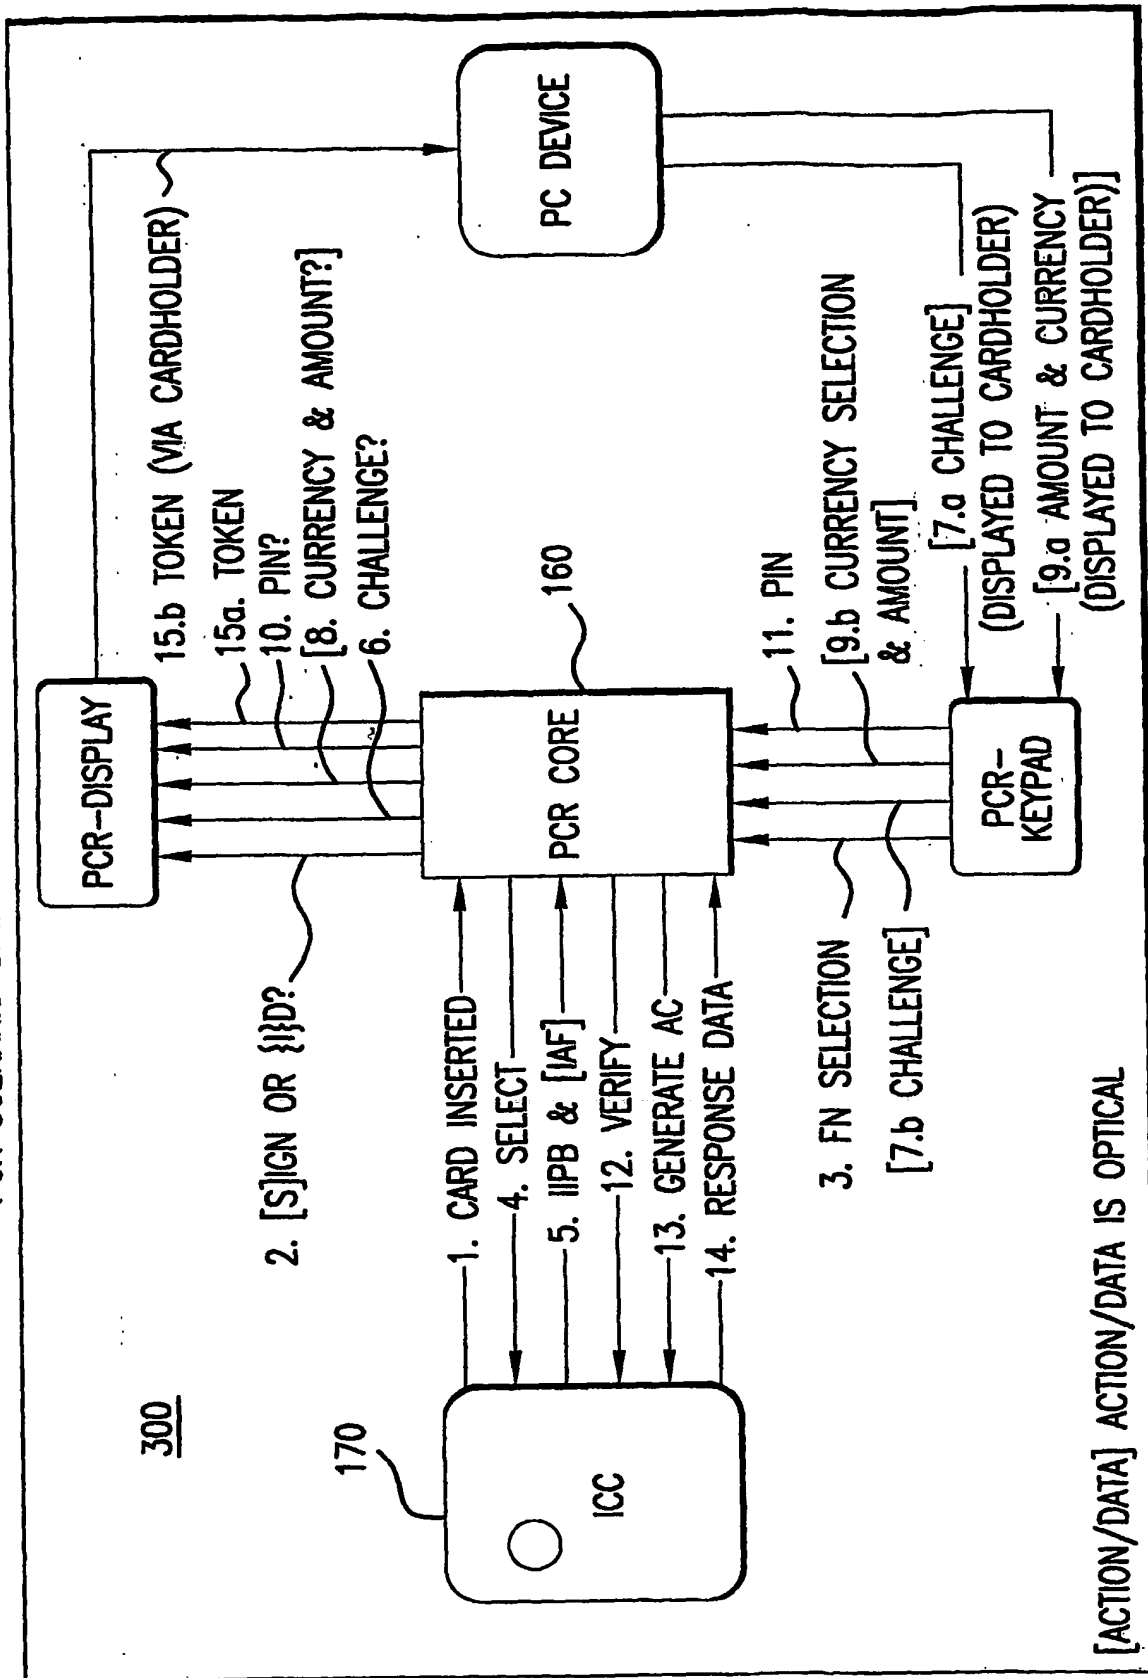 300
170
ICC
1. CARD INSERTED
4. SELECT
5. IIPB & [IAF]
12. VERIFY
13. GENERATE AC
14. RESPONSE DATA
2. [S]IGN OR {I}D?
PCR-DISPLAY
15.b TOKEN (VIA CARDHOLDER)
15a. TOKEN
10. PIN?
[8. CURRENCY & AMOUNT?]
6. CHALLENGE?
160
PCR CORE
PC DEVICE
3. FN SELECTION
[7.b CHALLENGE]
11. PIN
[9.b CURRENCY SELECTION
& AMOUNT]
PCR-
KEYPAD
[7.a CHALLENGE]
(DISPLAYED TO CARDHOLDER)
[9.a AMOUNT & CURRENCY
(DISPLAYED TO CARDHOLDER)]
[ACTION/DATA] ACTION/DATA IS OPTICAL